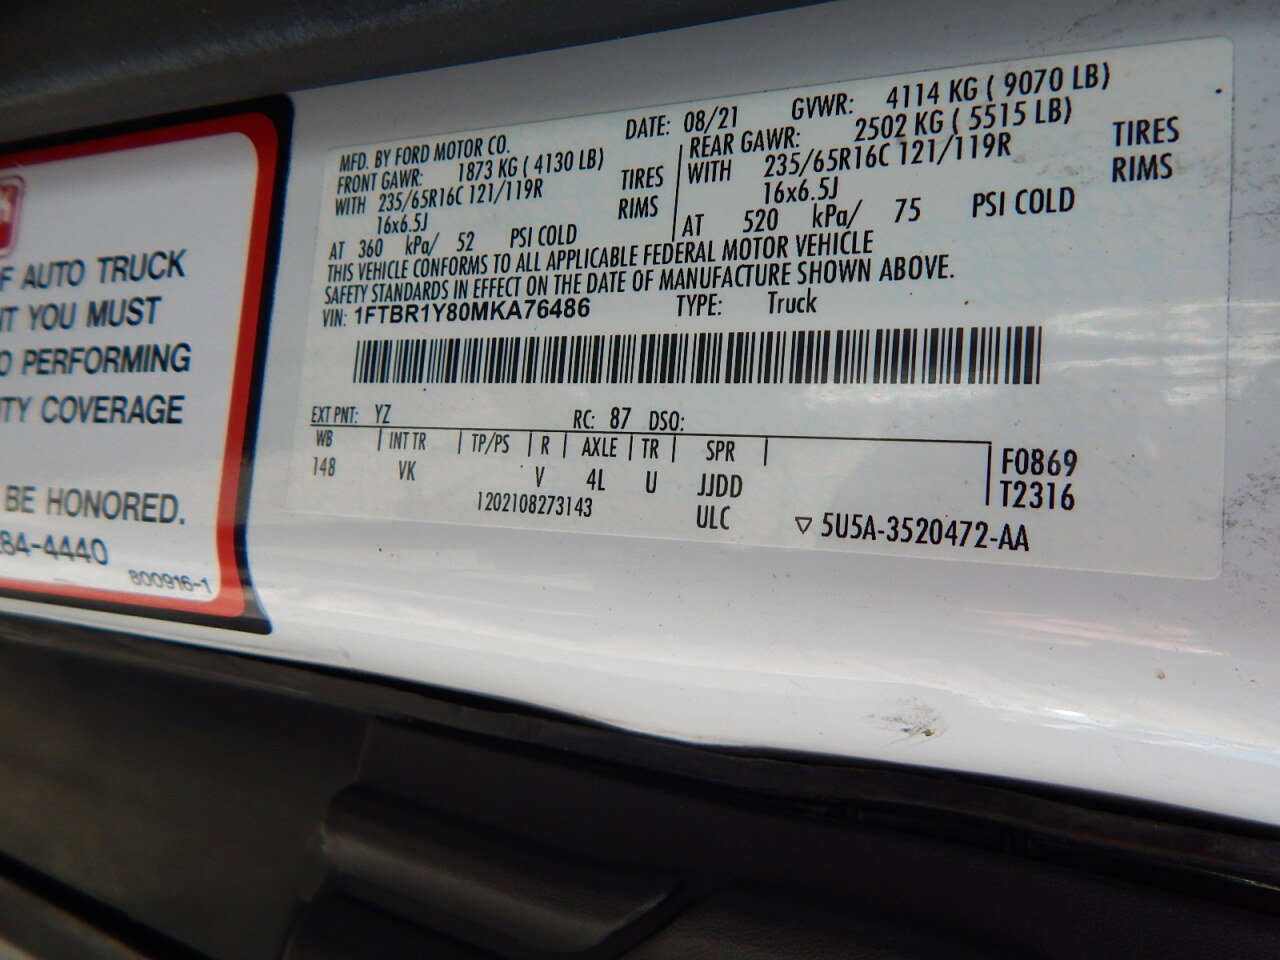 F AUTO TRUCK
NT YOU MUST
O PERFORMING
TY COVERAGE
BE HONORED.
284-4440
800916-1
MFD. BY FORD MOTOR CO. DATE: 08/21 GVWR: 4114 KG ( 9070 LB)
FRONT GAWR: 1873 KG ( 4130 LB) REAR GAWR: 2502 KG ( 5515 LB)
WITH 235/65R16C 121/119R TIRES WITH 235/65R16C 121/119R TIRES
16x6.5J RIMS 16x6.5J RIMS
AT 360 kPa/ 52 PSI COLD AT 520 kPa/ 75 PSI COLD
THIS VEHICLE CONFORMS TO ALL APPLICABLE FEDERAL MOTOR VEHICLE
SAFETY STANDARDS IN EFFECT ON THE DATE OF MANUFACTURE SHOWN ABOVE.
VIN: 1FTBR1Y80MKA76486 TYPE: Truck
EXT PNT: YZ RC: 87 DSO:
WB INT TR TP/PS R AXLE TR SPR
148 VK V 4L U JJDD
F0869
T2316
1202108273143 ULC
5U5A-3520472-AA